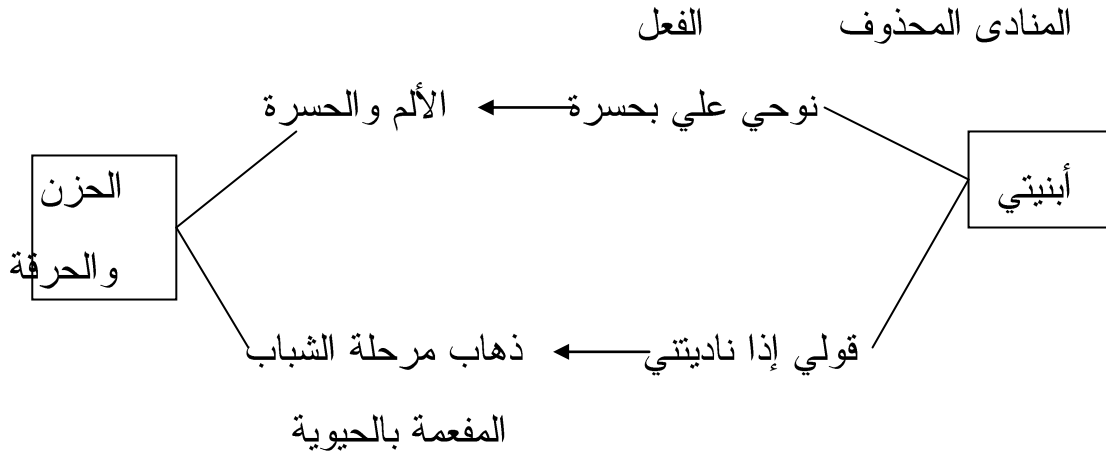 المنادى المحذوف
الفعل
نوحي علي بحسرة
الألم والحسرة
أبنيتي
الحزن
والحرقة
قولي إذا ناديتني
ذهاب مرحلة الشباب
المفعمة بالحيوية